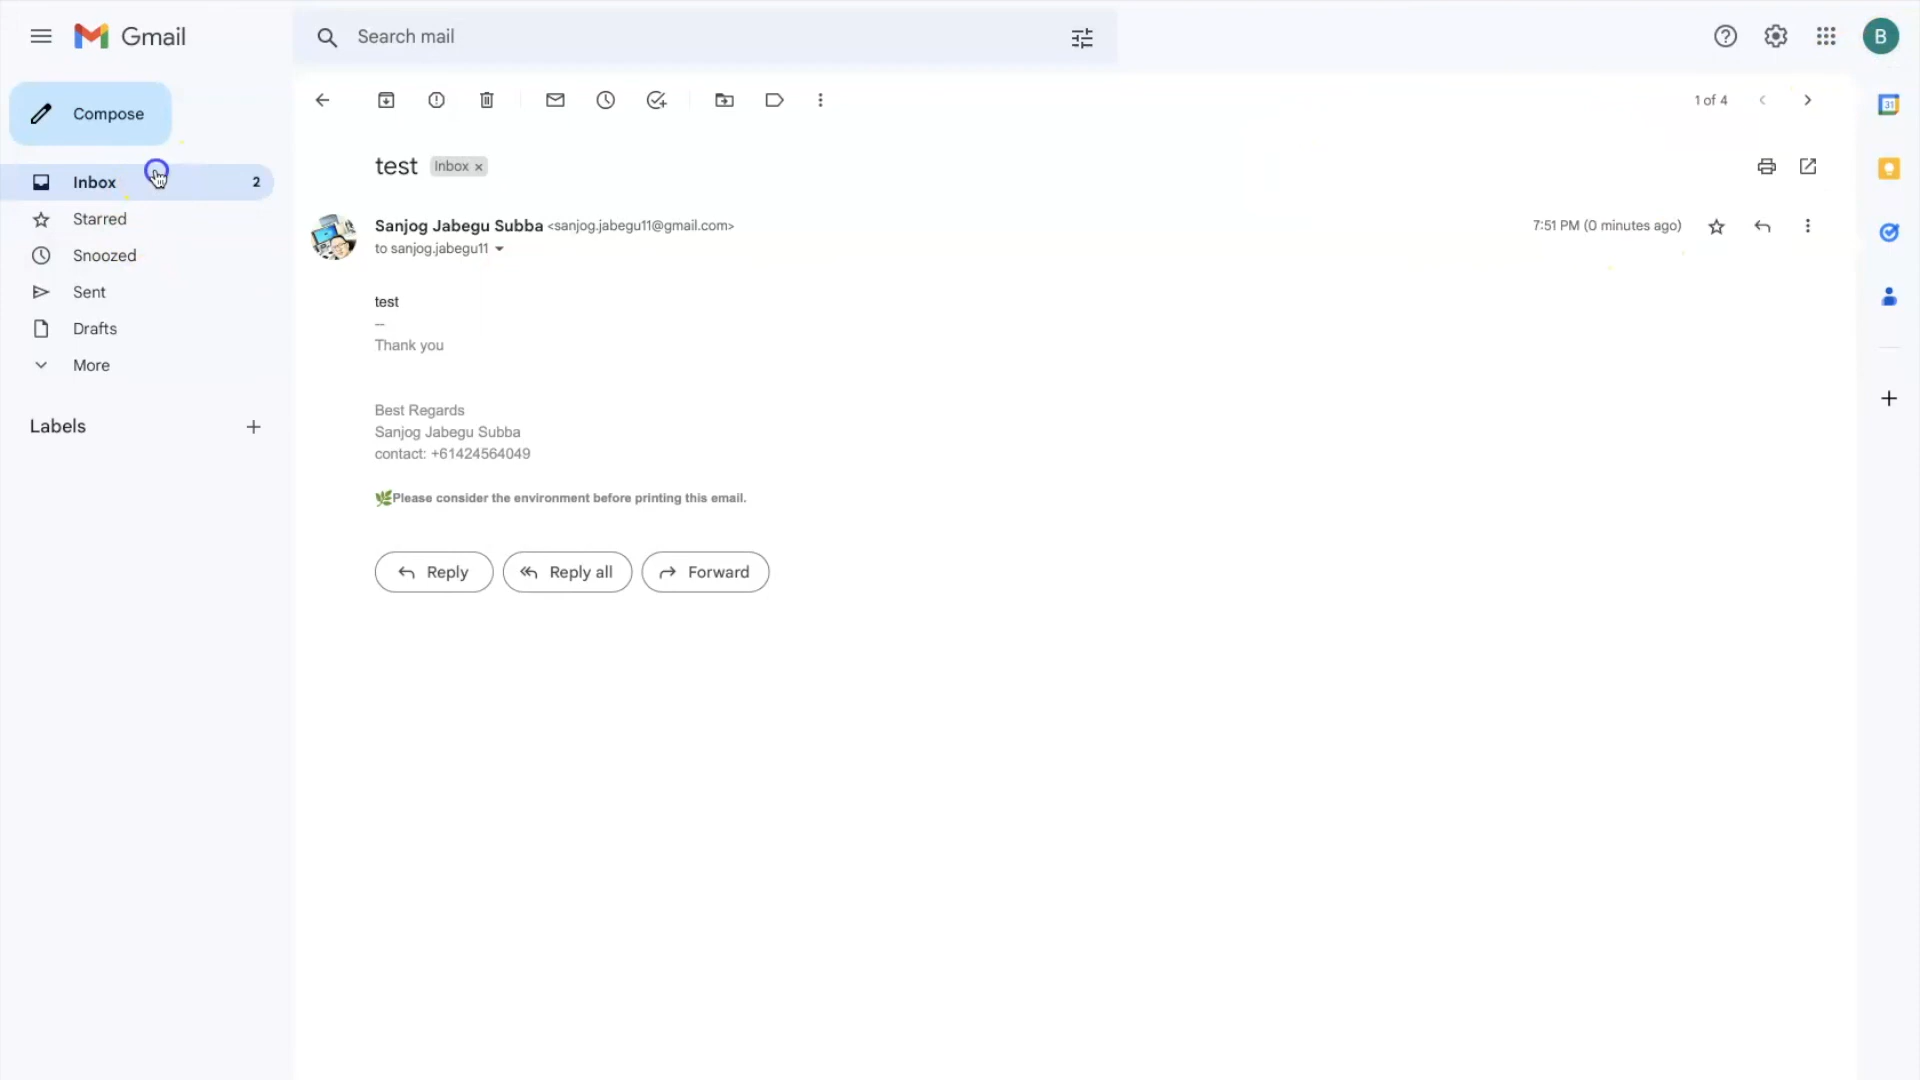 Gmail
Search mail
B
Compose
1 of 4
31
test Inbox ×
Inbox 2
Starred
Sanjog Jabegu Subba <sanjog.jabegu11@gmail.com> 7:51 PM (0 minutes ago)
to sanjog.jabegu11
Snoozed
Sent
test
--
Drafts
Thank you
More
Best Regards
Labels
Sanjog Jabegu Subba
contact: +61424564049
🌿Please consider the environment before printing this email.
Reply Reply all Forward